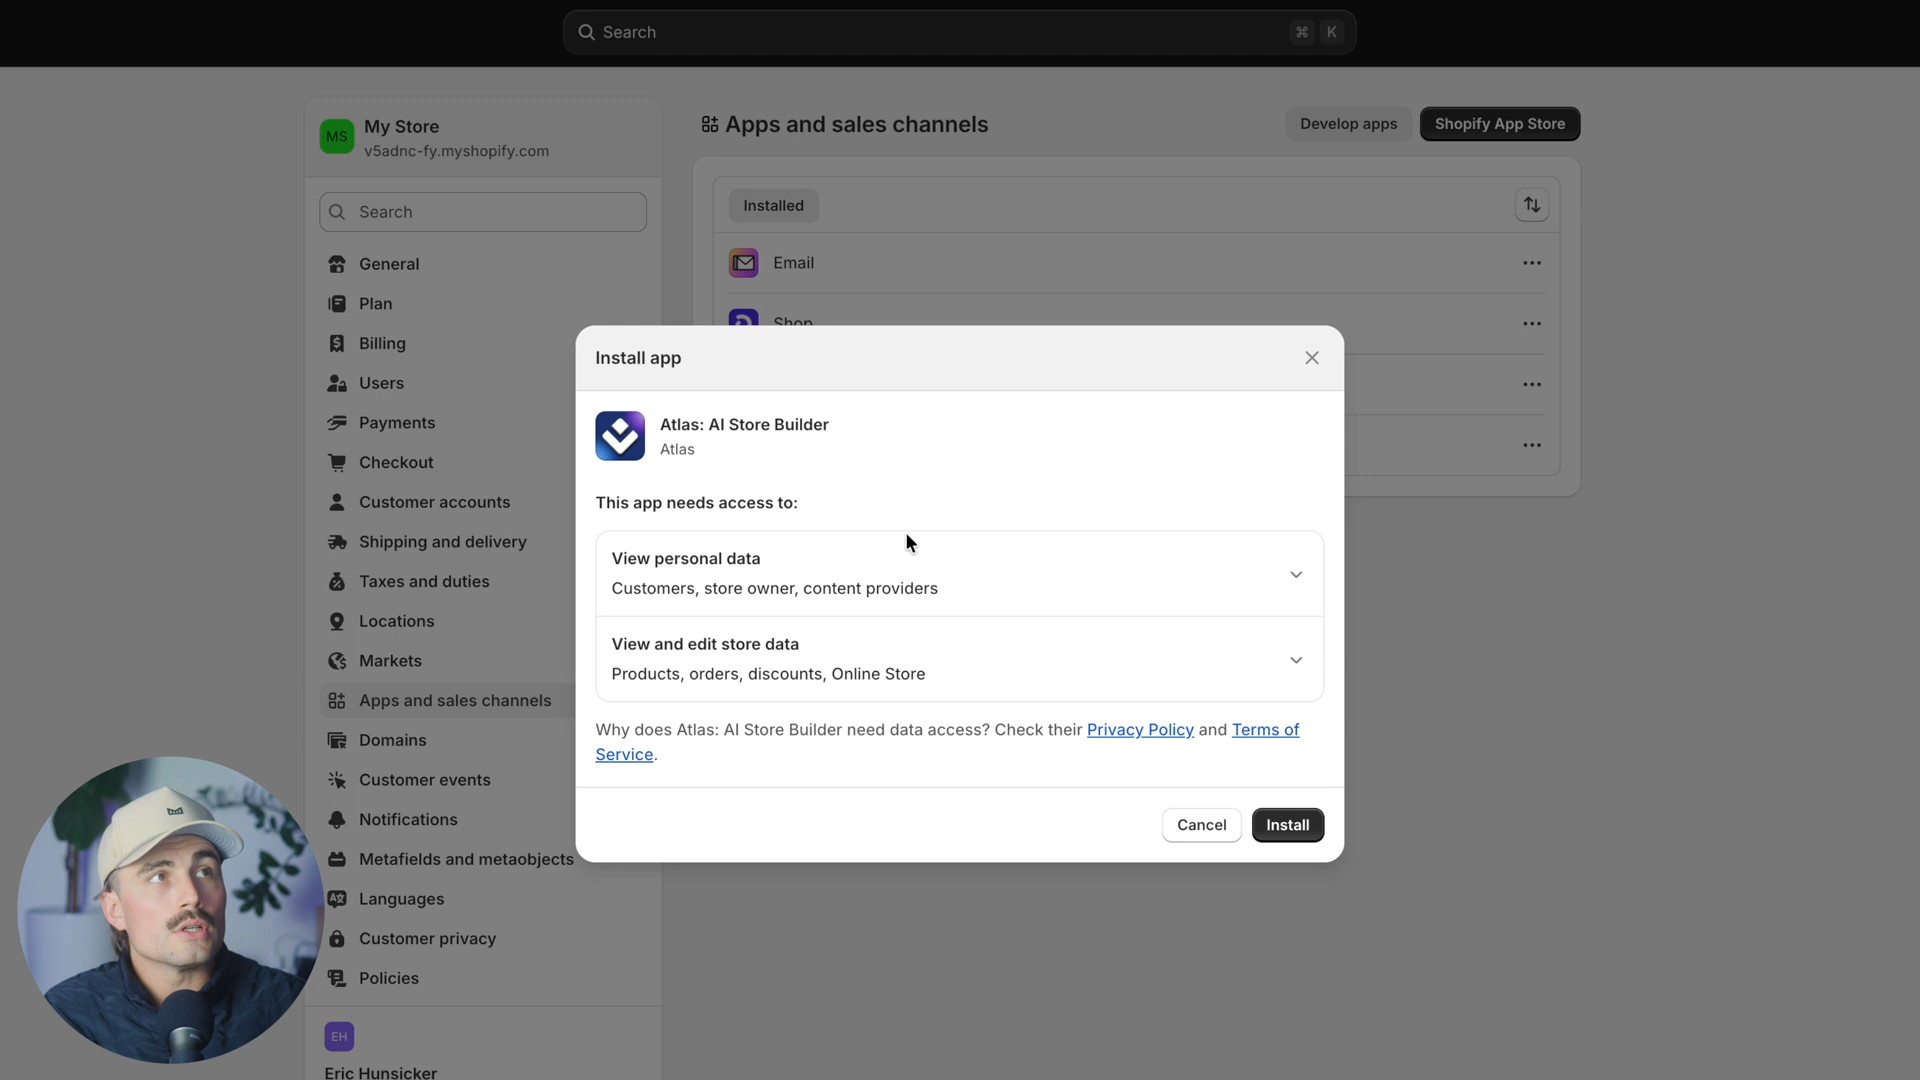 Search
⌘ K
MS
My Store
v5adnc-fy.myshopify.com
Search
General
Plan
Billing
Users
Payments
Checkout
Customer accounts
Shipping and delivery
Taxes and duties
Locations
Markets
Apps and sales channels
Domains
Customer events
Notifications
Metafields and metaobjects
Languages
Customer privacy
Policies
EH
Eric Hunsicker
Apps and sales channels
Develop apps
Shopify App Store
Installed
Email
Shop
Install app
Atlas: AI Store Builder
Atlas
This app needs access to:
View personal data
Customers, store owner, content providers
View and edit store data
Products, orders, discounts, Online Store
Why does Atlas: AI Store Builder need data access? Check their Privacy Policy and Terms of
Service.
Cancel
Install